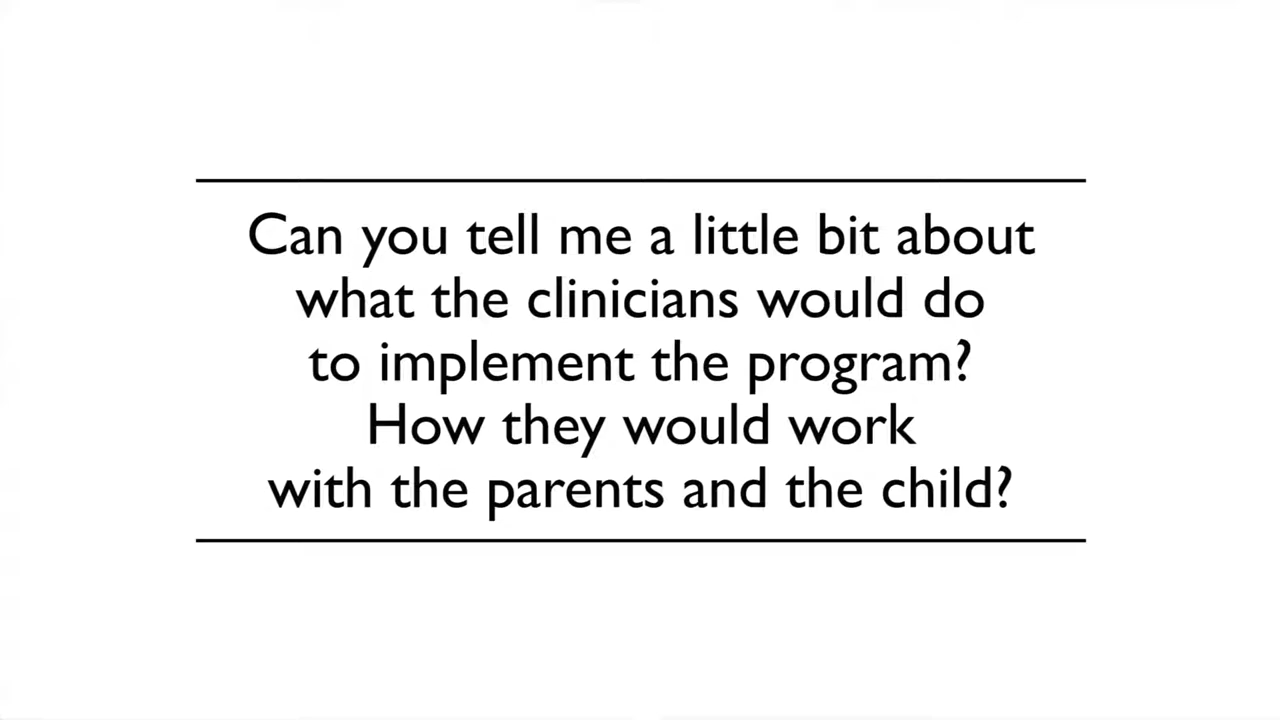 Can you tell me a little bit about
what the clinicians would do
to implement the program?
How they would work
with the parents and the child?